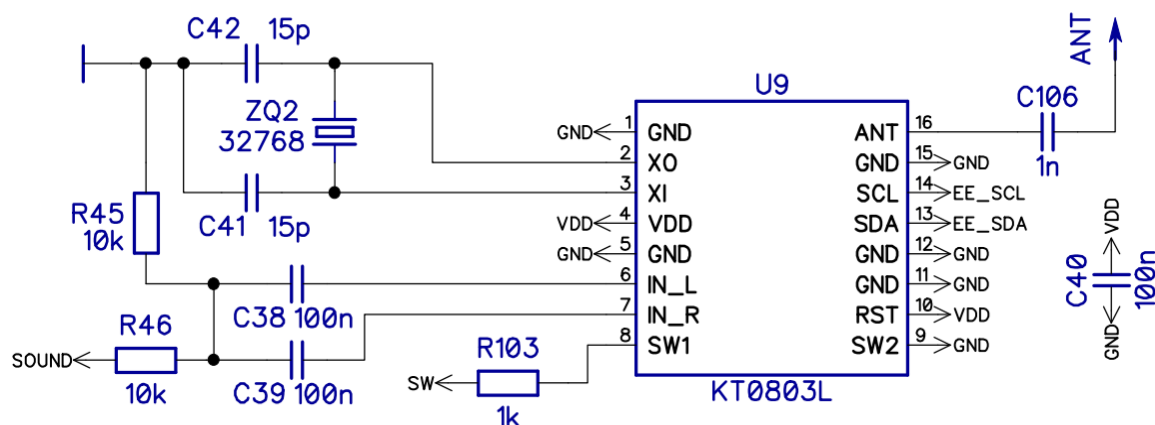 C42 15p
ANT
U9
C106
ZQ2
32768
GND 1 GND
ANT 16
1n
2 XO
GND 15 GND
3 XI
SCL 14 EE_SCL
R45
10k
C41 15p
VDD 4 VDD
SDA 13 EE_SDA
VDD
GND 5 GND
GND 12 GND
C40
100n
6 IN_L
GND 11 GND
C38 100n
7 IN_R
RST 10 VDD
R46
GND
8 SW1
SW2 9 GND
SOUND
R103
10k
C39 100n
SW
KT0803L
1k